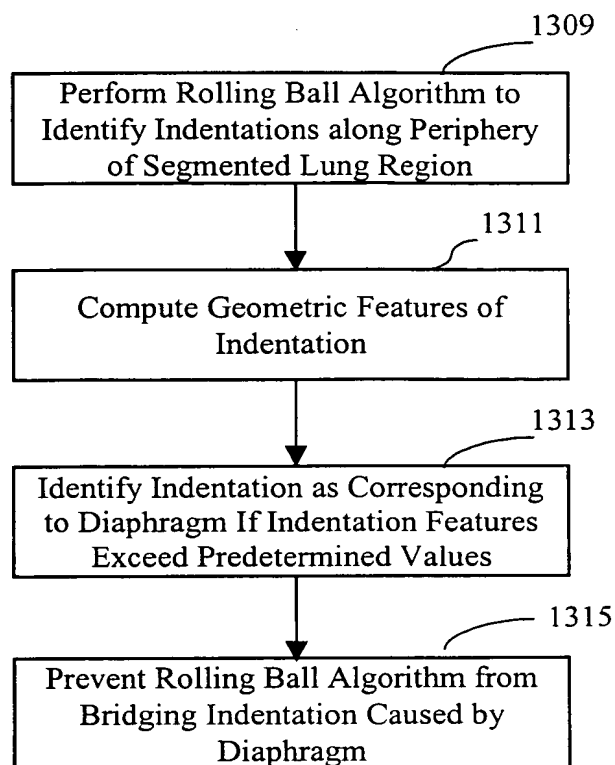 1309
Perform Rolling Ball Algorithm to
Identify Indentations along Periphery
of Segmented Lung Region
1311
Compute Geometric Features of
Indentation
1313
Identify Indentation as Corresponding
to Diaphragm If Indentation Features
Exceed Predetermined Values
1315
Prevent Rolling Ball Algorithm from
Bridging Indentation Caused by
Diaphragm